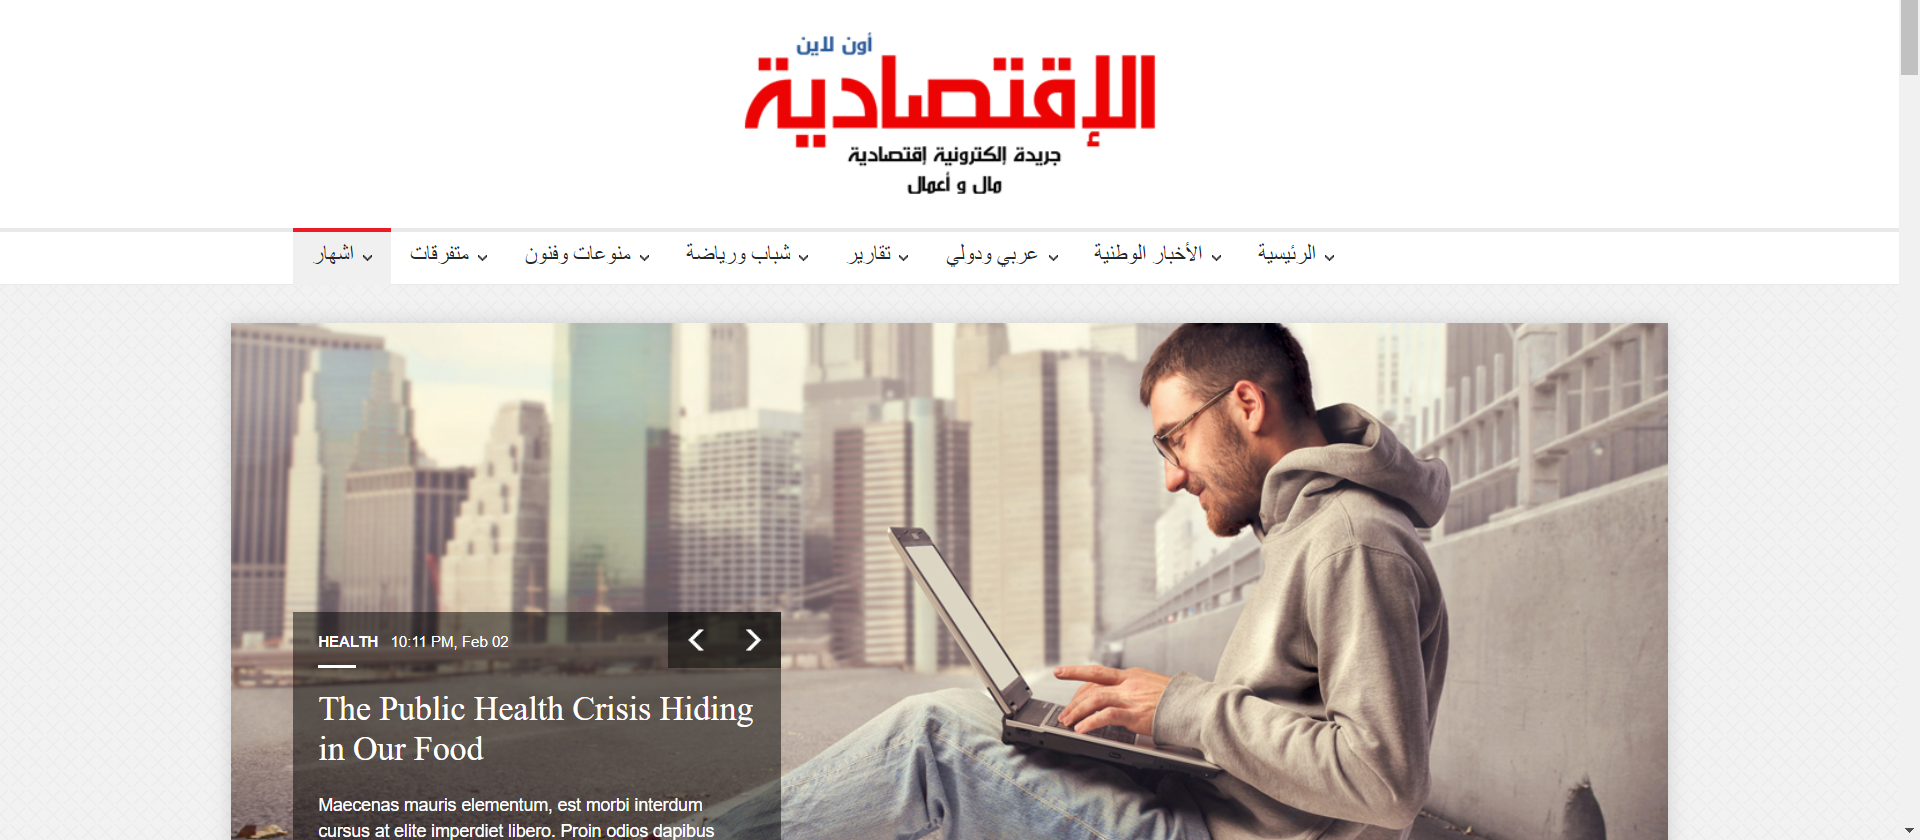 أون لاين
الإقتصادية
جريدة إلكترونية إقتصادية
مال و أعمال
الرئيسية
الأخبار الوطنية
عربي ودولي
تقارير
شباب ورياضة
منوعات وفنون
متفرقات
اشهار
HEALTH 10:11 PM, Feb 02
The Public Health Crisis Hiding
in Our Food
Maecenas mauris elementum, est morbi interdum
cursus at elite imperdiet libero. Proin odios dapibus